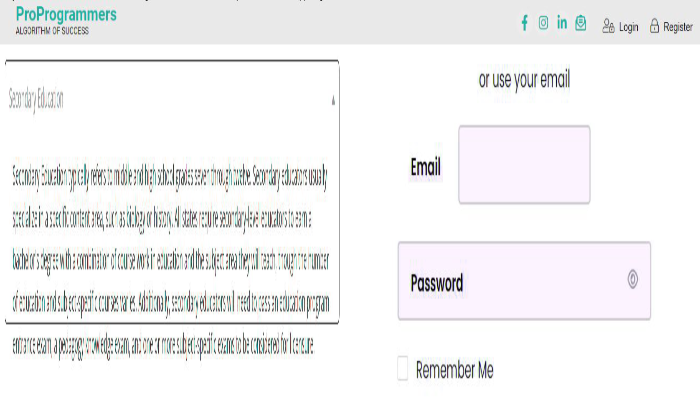 ProProgrammers
ALGORITHM OF SUCCESS
Login
Register
Secondary Education
Secondary Education typically refers to middle and high school grades seven through twelve. Secondary educators usually
specialize in a specific content area, such as biology or history. All states require secondary-level educators to earn a
bachelor's degree with a combination of course work in education and the subject area they will teach through the number
of education and subject-specific courses varies. Additionally, secondary educators will need to pass an education program
entrance exam, a pedagogy knowledge exam, and one or more subject-specific exams to be considered for licensure.
or use your email
Email
Password
Remember Me